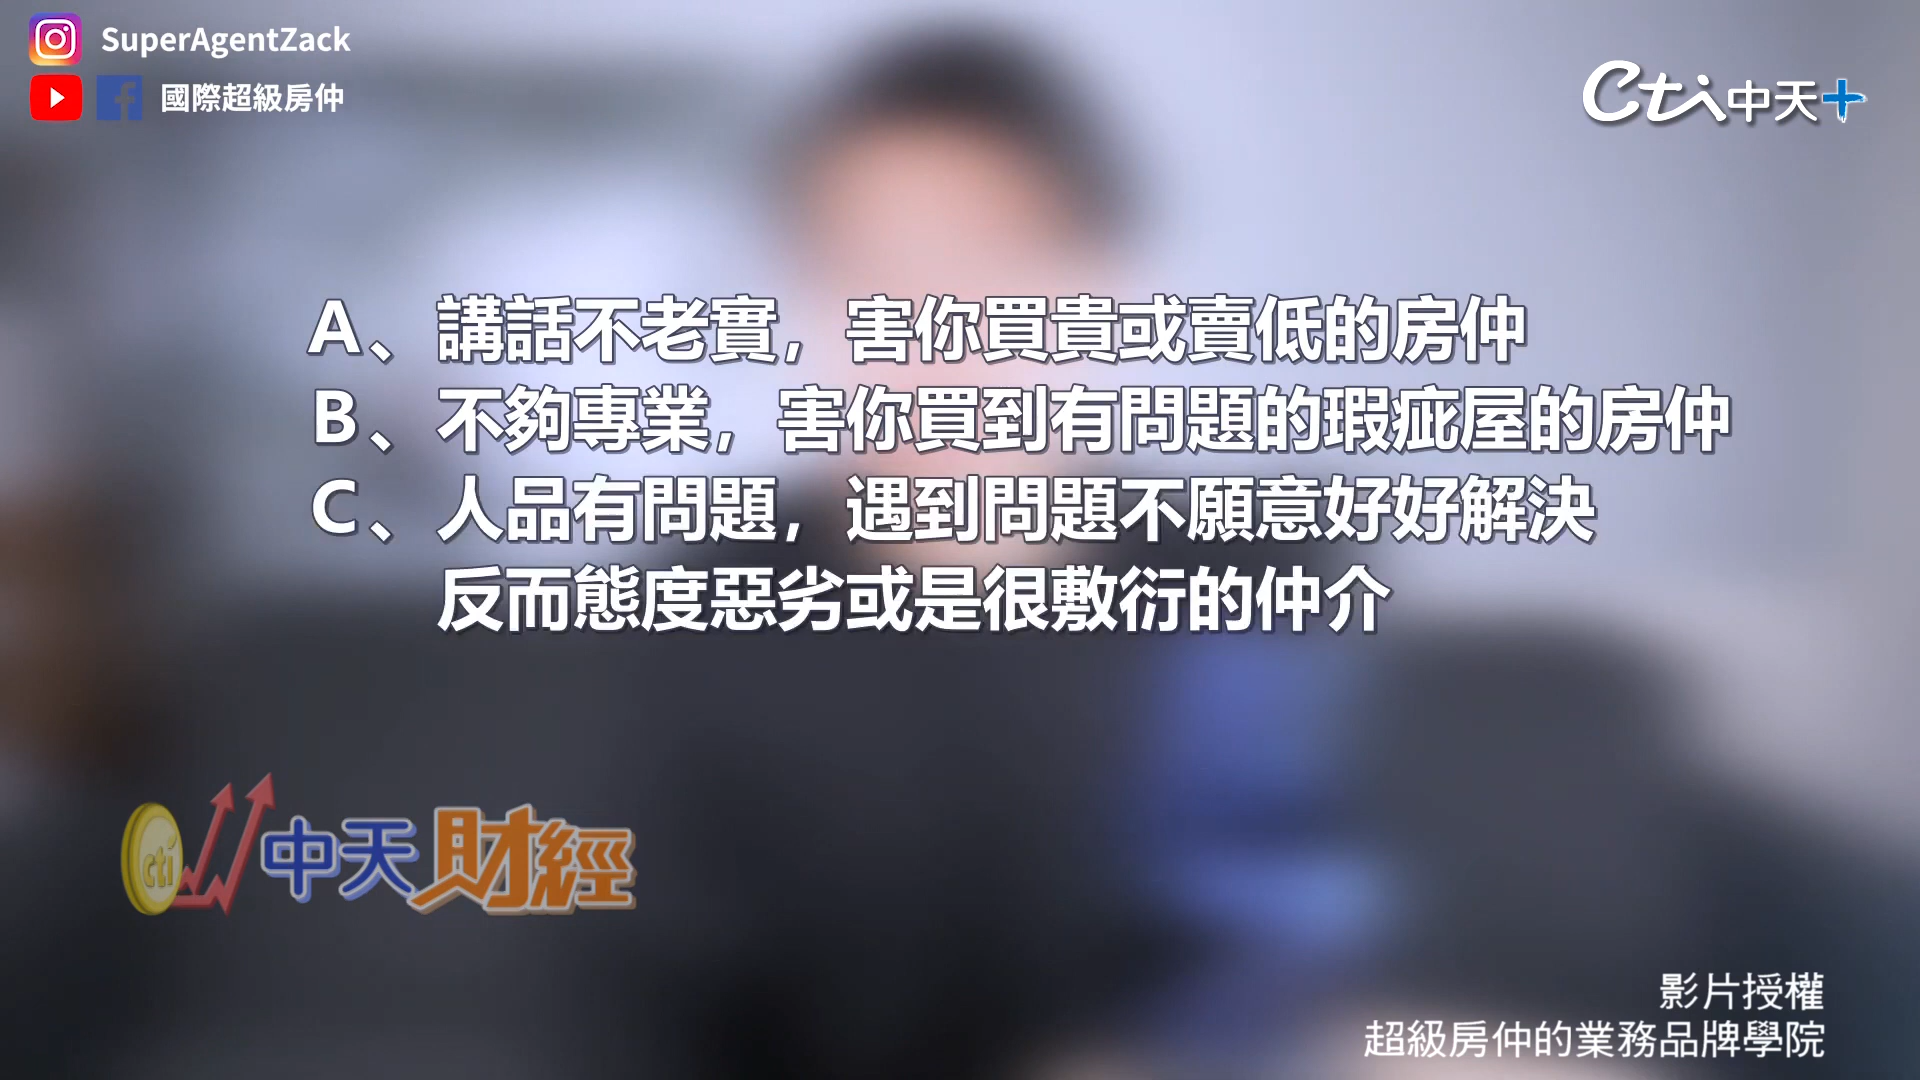 SuperAgentZack
國際超級房仲
cti中天+
A、講話不老實，害你買貴或賣低的房仲
B、不夠專業，害你買到有問題的瑕疵屋的房仲
C、人品有問題，遇到問題不願意好好解決
反而態度惡劣或是很敷衍的仲介
cti中天財經
影片授權
超級房仲的業務品牌學院